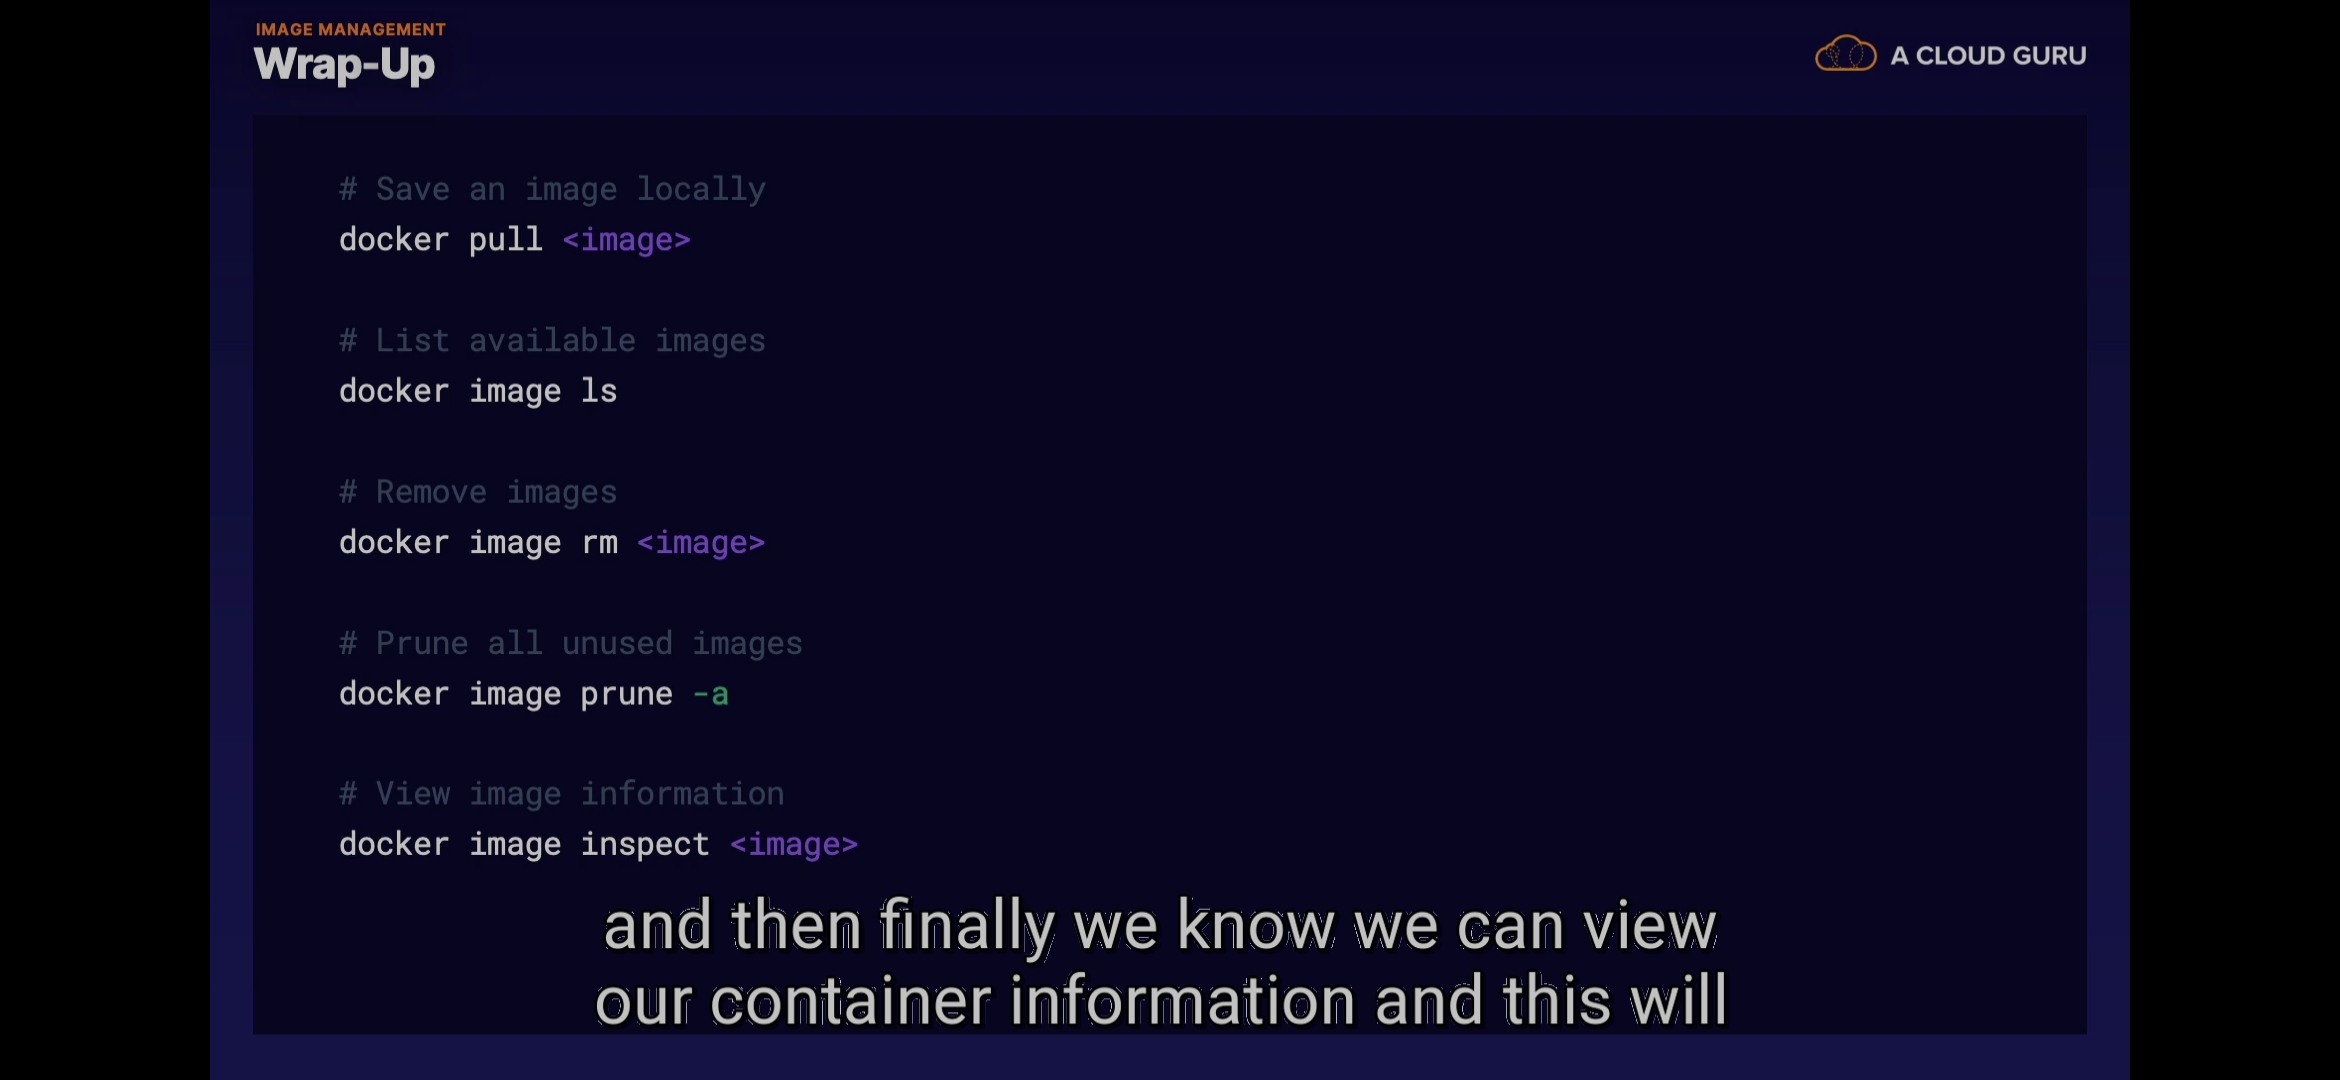 IMAGE MANAGEMENT
Wrap-Up
A CLOUD GURU
# Save an image locally
docker pull <image>
# List available images
docker image ls
# Remove images
docker image rm <image>
# Prune all unused images
docker image prune -a
# View image information
docker image inspect <image>
and then finally we know we can view
our container information and this will